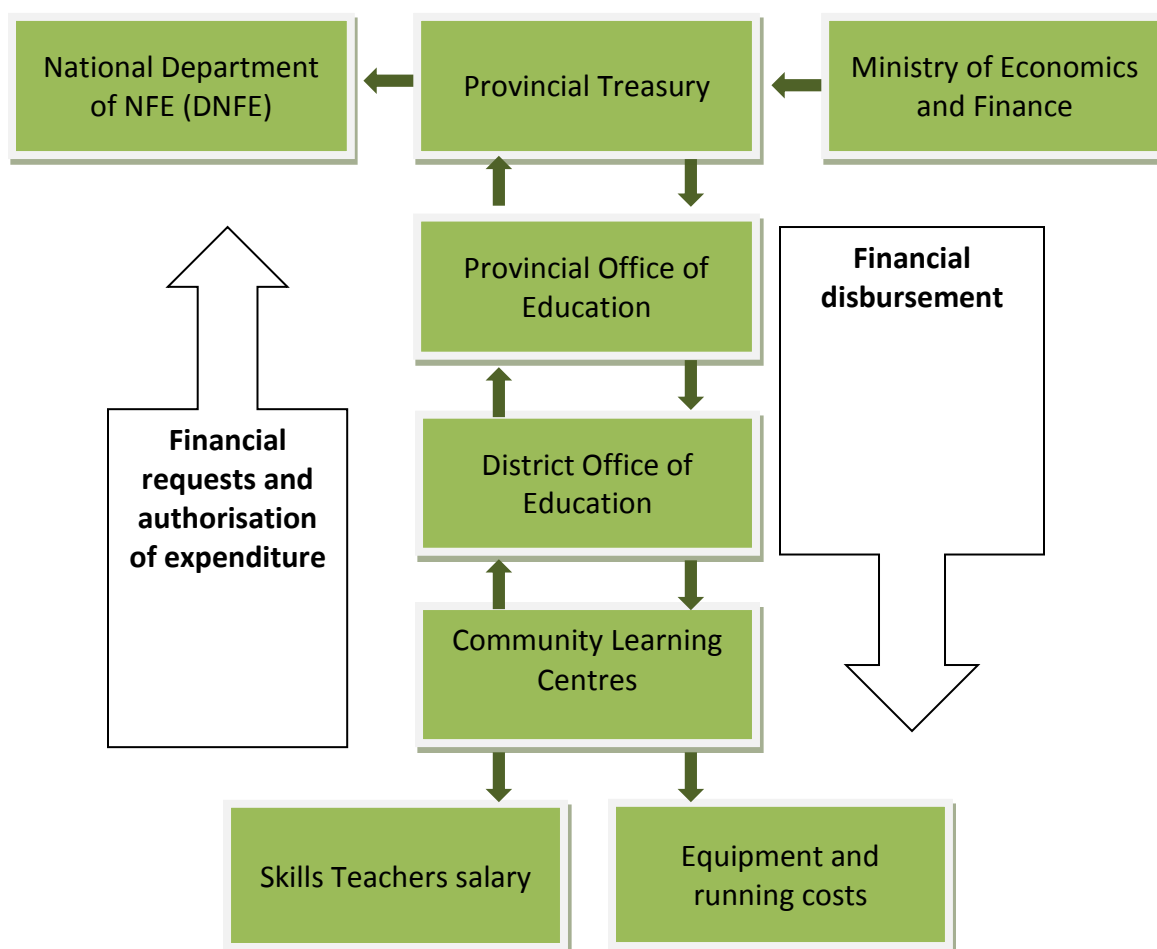 National Department
of NFE (DNFE)
Provincial Treasury
Ministry of Economics
and Finance
Provincial Office of
Education
Financial
disbursement
Financial
requests and
authorisation
of expenditure
District Office of
Education
Community Learning
Centres
Skills Teachers salary
Equipment and
running costs